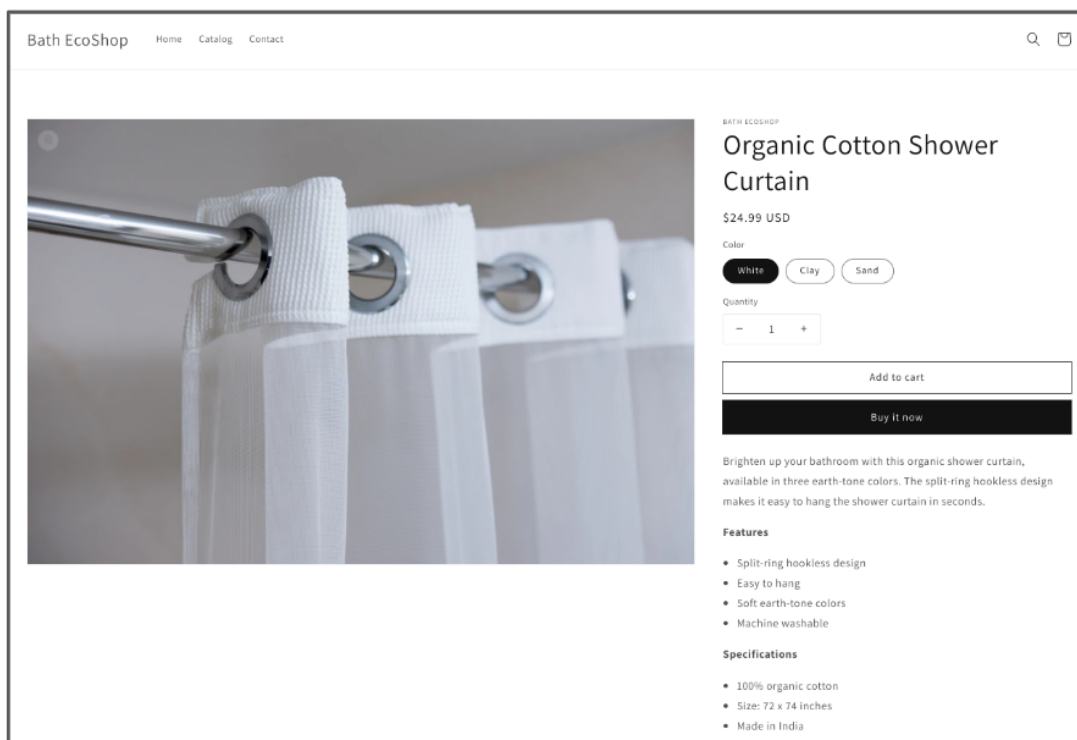 Bath EcoShop
Home Catalog Contact
BATH ECOSHOP
Organic Cotton Shower
Curtain
$24.99 USD
Color
White Clay Sand
Quantity
− 1 +
Add to cart
Buy it now
Brighten up your bathroom with this organic shower curtain,
available in three earth-tone colors. The split-ring hookless design
makes it easy to hang the shower curtain in seconds.
Features
• Split-ring hookless design
• Easy to hang
• Soft earth-tone colors
• Machine washable
Specifications
• 100% organic cotton
• Size: 72 x 74 inches
• Made in India